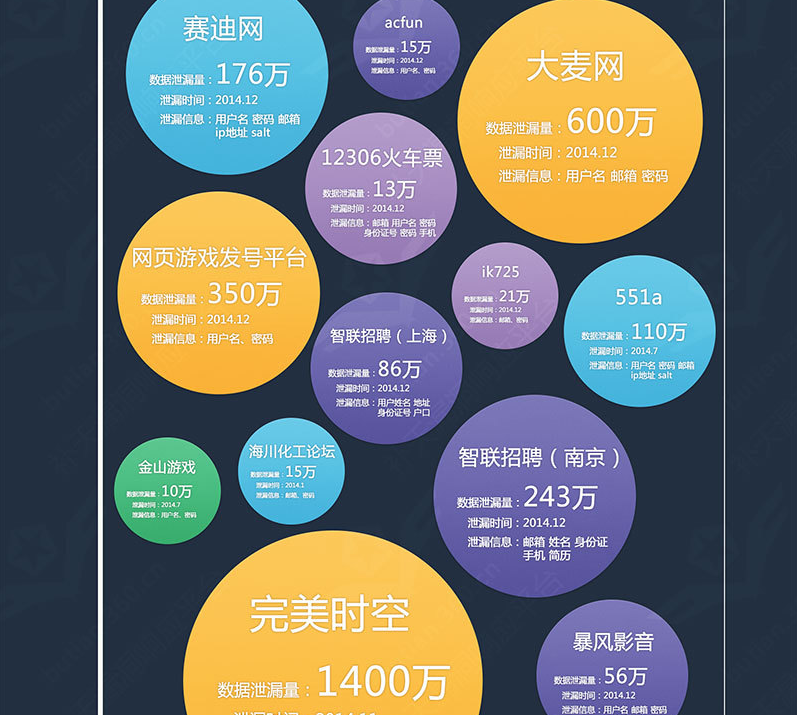 赛迪网
数据泄漏量：176万
泄漏时间：2014.12
泄漏信息：用户名 密码 邮箱
ip地址 salt
acfun
数据泄漏量：15万
泄漏时间：2014.12
泄漏信息：用户名、密码
大麦网
数据泄漏量：600万
泄漏时间：2014.12
泄漏信息：用户名 邮箱 密码
12306火车票
数据泄漏量：13万
泄漏时间：2014.12
泄漏信息：邮箱 用户名 密码
身份证号 密码 手机
网页游戏发号平台
数据泄漏量：350万
泄漏时间：2014.12
泄漏信息：用户名、密码
ik725
数据泄漏量：21万
泄漏时间：2014.12
泄漏信息：邮箱、密码
551a
数据泄漏量：110万
泄漏时间：2014.7
泄漏信息：用户名 密码 邮箱
ip地址 salt
智联招聘（上海）
数据泄漏量：86万
泄漏时间：2014.12
泄漏信息：用户姓名 地址
身份证号 户口
金山游戏
数据泄漏量：10万
泄漏时间：2014.7
泄漏信息：用户名、密码
海川化工论坛
数据泄漏量：15万
泄漏时间：2014.1
泄漏信息：邮箱、密码
智联招聘（南京）
数据泄漏量：243万
泄漏时间：2014.12
泄漏信息：邮箱 姓名 身份证
手机 简历
完美时空
数据泄漏量：1400万
暴风影音
数据泄漏量：56万
泄漏时间：2014.12
泄漏信息：用户名 邮箱 密码